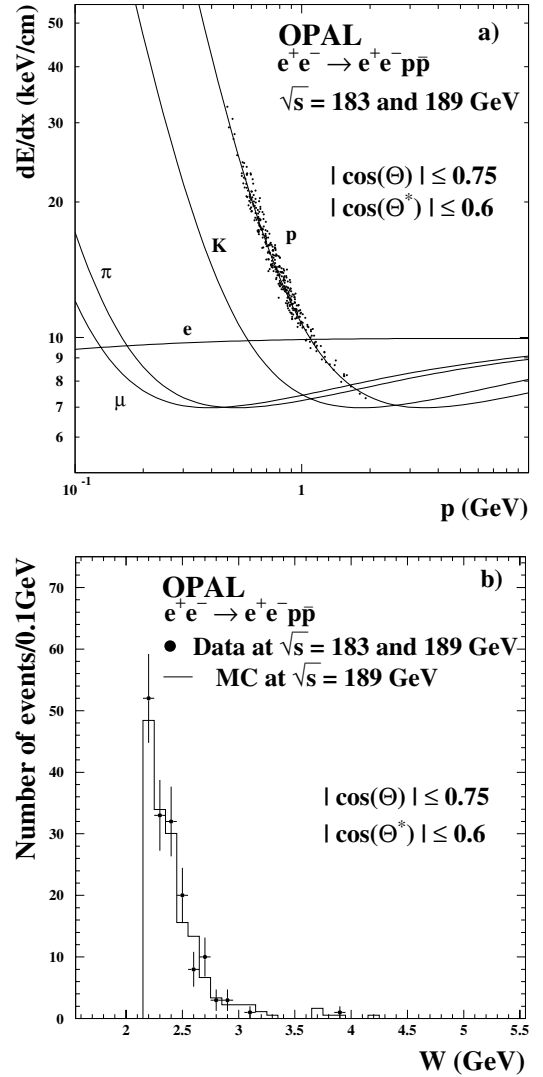 OPAL
a)
e⁺e⁻ → e⁺e⁻pp̄
√s = 183 and 189 GeV
| cos(Θ) | ≤ 0.75
| cos(Θ*) | ≤ 0.6
dE/dx (keV/cm)
50
40
30
20
10
9
8
7
6
p
K
π
e
μ
10⁻¹
1
p (GeV)
OPAL
b)
e⁺e⁻ → e⁺e⁻pp̄
Data at √s = 183 and 189 GeV
MC at √s = 189 GeV
| cos(Θ) | ≤ 0.75
| cos(Θ*) | ≤ 0.6
Number of events/0.1GeV
70
60
50
40
30
20
10
0
2 2.5 3 3.5 4 4.5 5 5.5
W (GeV)